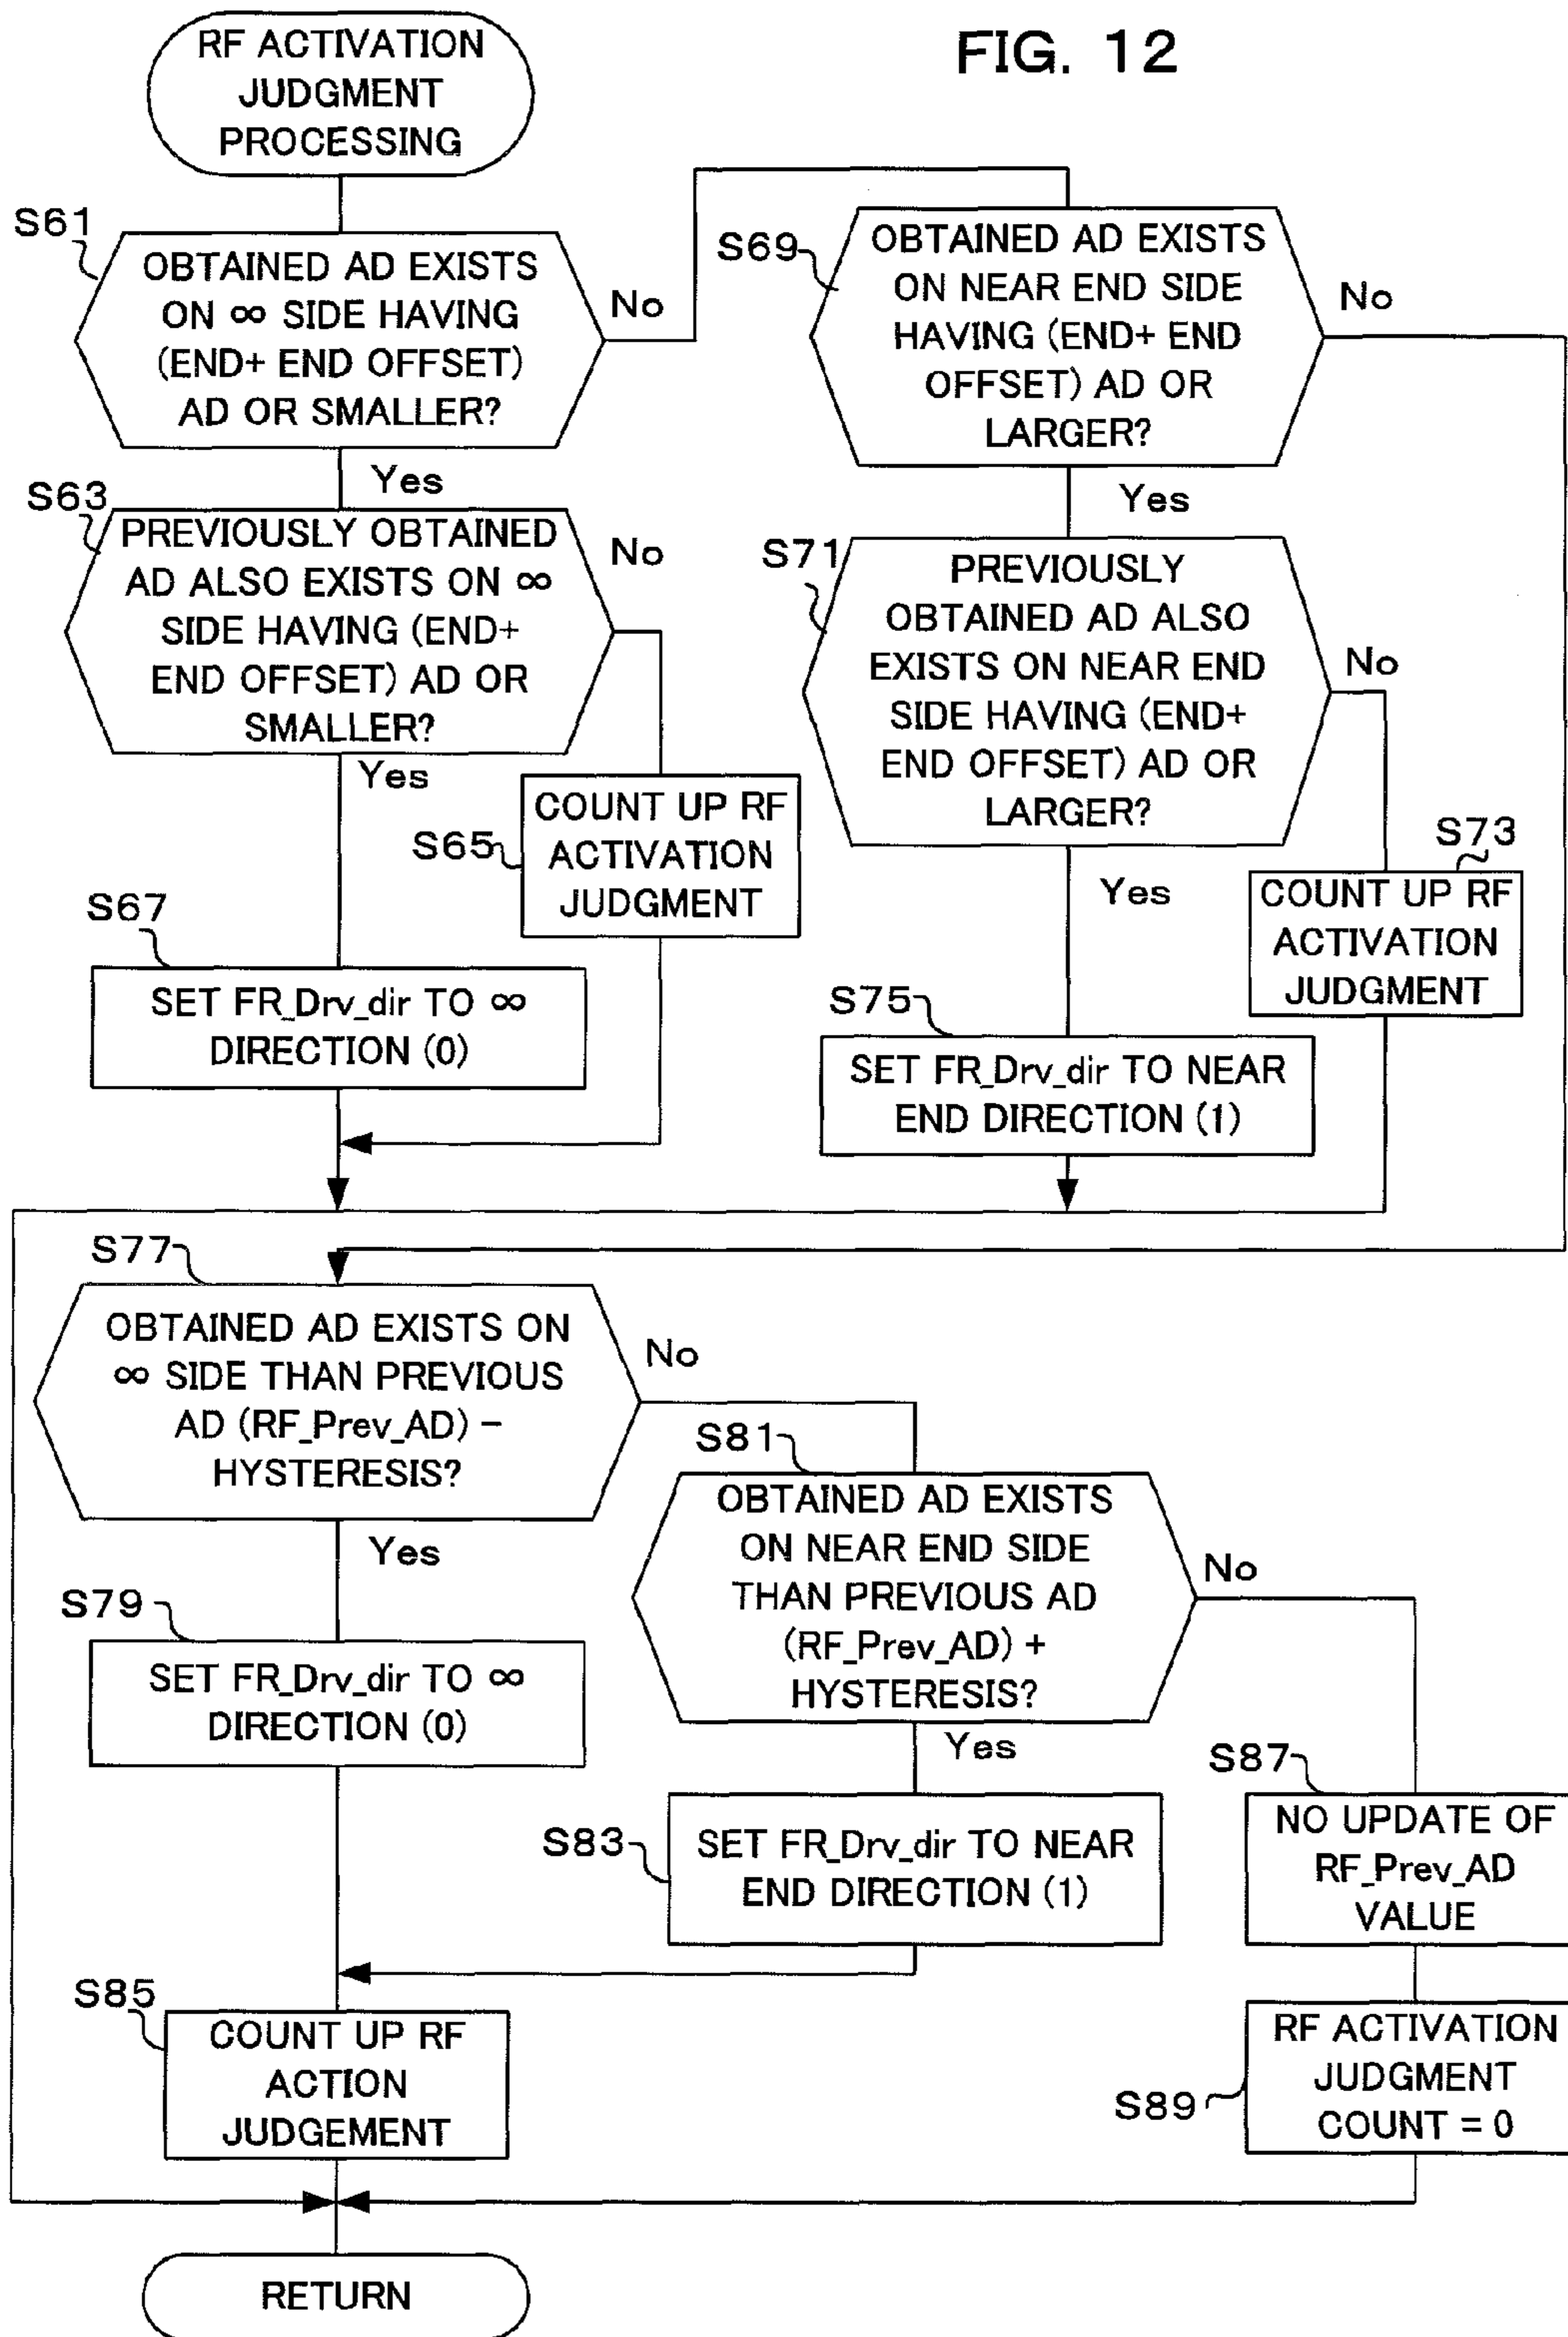 FIG. 12
RF ACTIVATION
JUDGMENT
PROCESSING
S61
OBTAINED AD EXISTS
ON ∞ SIDE HAVING
(END+ END OFFSET)
AD OR SMALLER?
No
Yes
S63
PREVIOUSLY OBTAINED
AD ALSO EXISTS ON ∞
SIDE HAVING (END+
END OFFSET) AD OR
SMALLER?
No
Yes
S65
COUNT UP RF
ACTIVATION
JUDGMENT
S67
SET FR_Drv_dir TO ∞
DIRECTION (0)
S69
OBTAINED AD EXISTS
ON NEAR END SIDE
HAVING (END+ END
OFFSET) AD OR
LARGER?
No
Yes
S71
PREVIOUSLY
OBTAINED AD ALSO
EXISTS ON NEAR END
SIDE HAVING (END+
END OFFSET) AD OR
LARGER?
No
Yes
S73
COUNT UP RF
ACTIVATION
JUDGMENT
S75
SET FR_Drv_dir TO NEAR
END DIRECTION (1)
S77
OBTAINED AD EXISTS ON
∞ SIDE THAN PREVIOUS
AD (RF_Prev_AD) −
HYSTERESIS?
No
Yes
S79
SET FR_Drv_dir TO ∞
DIRECTION (0)
S81
OBTAINED AD EXISTS
ON NEAR END SIDE
THAN PREVIOUS AD
(RF_Prev_AD) +
HYSTERESIS?
No
Yes
S83
SET FR_Drv_dir TO NEAR
END DIRECTION (1)
S85
COUNT UP RF
ACTION
JUDGEMENT
S87
NO UPDATE OF
RF_Prev_AD
VALUE
S89
RF ACTIVATION
JUDGMENT
COUNT = 0
RETURN